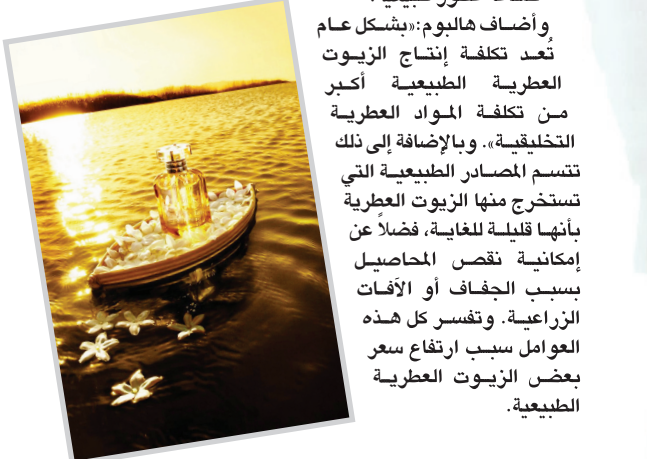 وأضاف هالبوم:«بشكل عام
تُعد تكلفة إنتاج الزيوت
العطرية الطبيعية أكبر
من تكلفة المواد العطرية
التخليقية». وبالإضافة إلى ذلك
تتسم المصادر الطبيعية التي
تستخرج منها الزيوت العطرية
بأنها قليلة للغاية، فضلاً عن
إمكانية نقص المحاصيل
بسبب الجفاف أو الآفات
الزراعية. وتفسر كل هذه
العوامل سبب ارتفاع سعر
بعض الزيوت العطرية
الطبيعية.